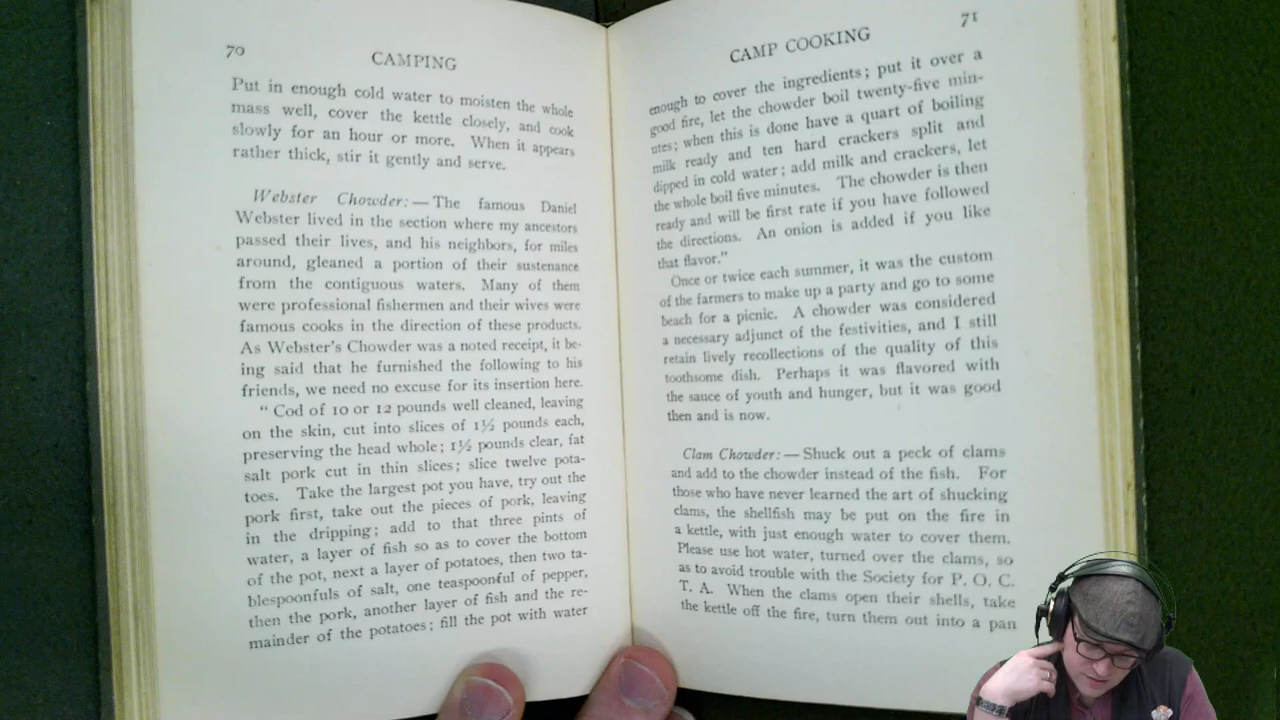 70
CAMPING
Put in enough cold water to moisten the whole
mass well, cover the kettle closely, and cook
slowly for an hour or more. When it appears
rather thick, stir it gently and serve.
Webster Chowder: — The famous Daniel
Webster lived in the section where my ancestors
passed their lives, and his neighbors, for miles
around, gleaned a portion of their sustenance
from the contiguous waters. Many of them
were professional fishermen and their wives were
famous cooks in the direction of these products.
As Webster's Chowder was a noted receipt, it be-
ing said that he furnished the following to his
friends, we need no excuse for its insertion here.
"Cod of 10 or 12 pounds well cleaned, leaving
on the skin, cut into slices of 1½ pounds each,
preserving the head whole; 1½ pounds clear, fat
salt pork cut in thin slices; slice twelve pota-
toes. Take the largest pot you have, try out the
pork first, take out the pieces of pork, leaving
in the dripping; add to that three pints of
water, a layer of fish so as to cover the bottom
of the pot, next a layer of potatoes, then two ta-
blespoonfuls of salt, one teaspoonful of pepper,
then the pork, another layer of fish and the re-
mainder of the potatoes; fill the pot with water
71
CAMP COOKING
enough to cover the ingredients; put it over a
good fire, let the chowder boil twenty-five min-
utes; when this is done have a quart of boiling
milk ready and ten hard crackers split and
dipped in cold water; add milk and crackers, let
the whole boil five minutes. The chowder is then
ready and will be first rate if you have followed
the directions. An onion is added if you like
that flavor."
Once or twice each summer, it was the custom
of the farmers to make up a party and go to some
beach for a picnic. A chowder was considered
a necessary adjunct of the festivities, and I still
retain lively recollections of the quality of this
toothsome dish. Perhaps it was flavored with
the sauce of youth and hunger, but it was good
then and is now.
Clam Chowder: — Shuck out a peck of clams
and add to the chowder instead of the fish. For
those who have never learned the art of shucking
clams, the shellfish may be put on the fire in
a kettle, with just enough water to cover them.
Please use hot water, turned over the clams, so
as to avoid trouble with the Society for P. O. C.
T. A. When the clams open their shells, take
the kettle off the fire, turn them out into a pan